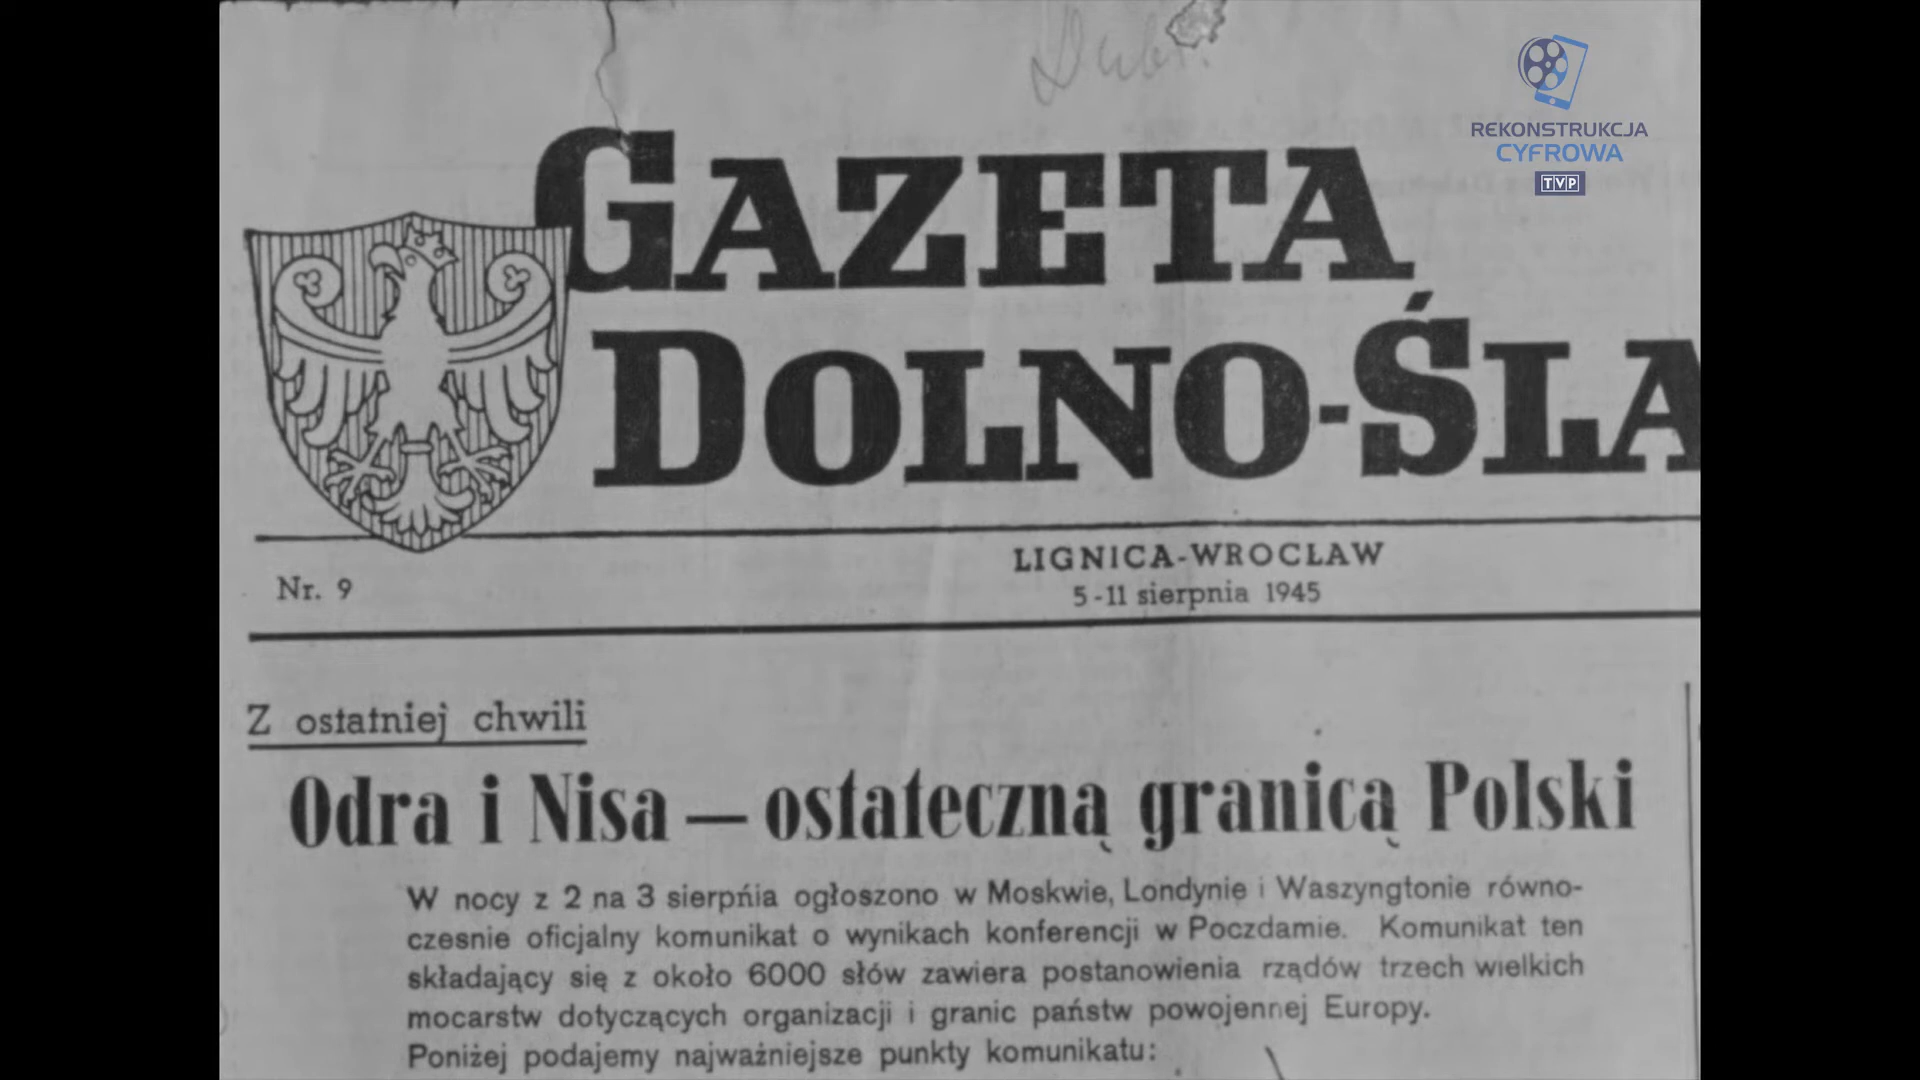 REKONSTRUKCJA
CYFROWA
TVP
GAZETA
DOLNO-ŚLA
Nr. 9
LIGNICA-WROCŁAW
5-11 sierpnia 1945
Z ostatniej chwili
Odra i Nisa — ostateczną granicą Polski
W nocy z 2 na 3 sierpńia ogłoszono w Moskwie, Londynie i Waszyngtonie równo-
czesnie oficjalny komunikat o wynikach konferencji w Poczdamie. Komunikat ten
składający się z około 6000 słów zawiera postanowienia rządów trzech wielkich
mocarstw dotyczących organizacji i granic państw powojennej Europy.
Poniżej podajemy najważniejsze punkty komunikatu: